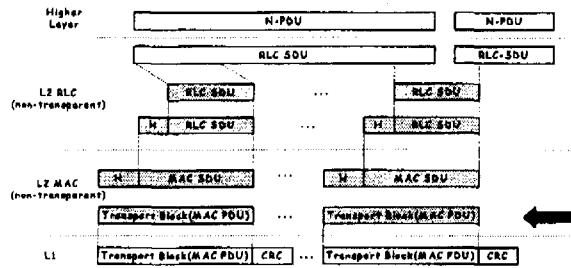 Higher
Layer
N-PDU N-PDU
RLC SDU RLC-SDU
L2 RLC
(non-transparent)
RLC SDU ... RLC SDU
H RLC SDU ... H RLC SDU
L2 MAC
(non-transparent)
H MAC SDU ... H MAC SDU
Transport Block(MAC PDU) ... Transport Block(MAC PDU)
L1
Transport Block(MAC PDU) CRC ... Transport Block(MAC PDU) CRC